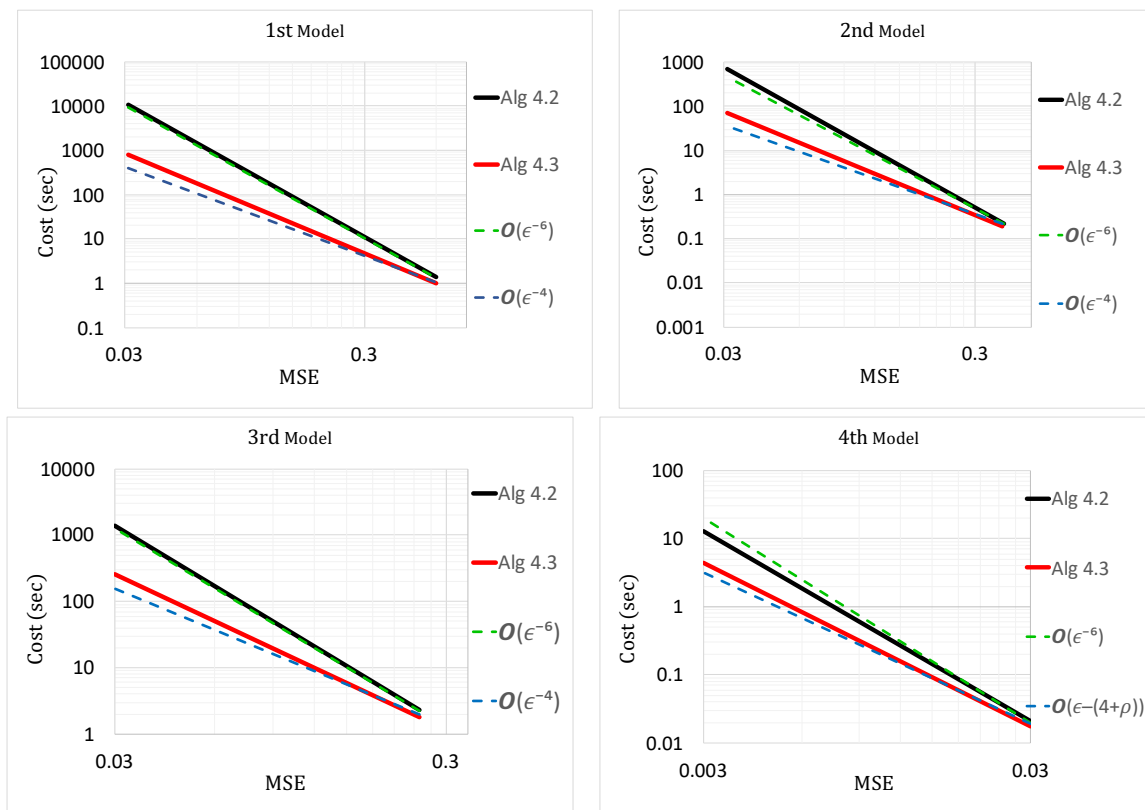 1st Model
100000
10000
1000
100
10
1
0.1
0.03
0.3
Cost (sec)
MSE
Alg 4.2
Alg 4.3
O(ϵ⁻⁶)
O(ϵ⁻⁴)
2nd Model
1000
100
10
1
0.1
0.01
0.001
0.03
0.3
Cost (sec)
MSE
Alg 4.2
Alg 4.3
O(ϵ⁻⁶)
O(ϵ⁻⁴)
3rd Model
10000
1000
100
10
1
0.03
0.3
Cost (sec)
MSE
Alg 4.2
Alg 4.3
O(ϵ⁻⁶)
O(ϵ⁻⁴)
4th Model
100
10
1
0.1
0.01
0.003
0.03
Cost (sec)
MSE
Alg 4.2
Alg 4.3
O(ϵ⁻⁶)
O(ϵ−(4+ρ))